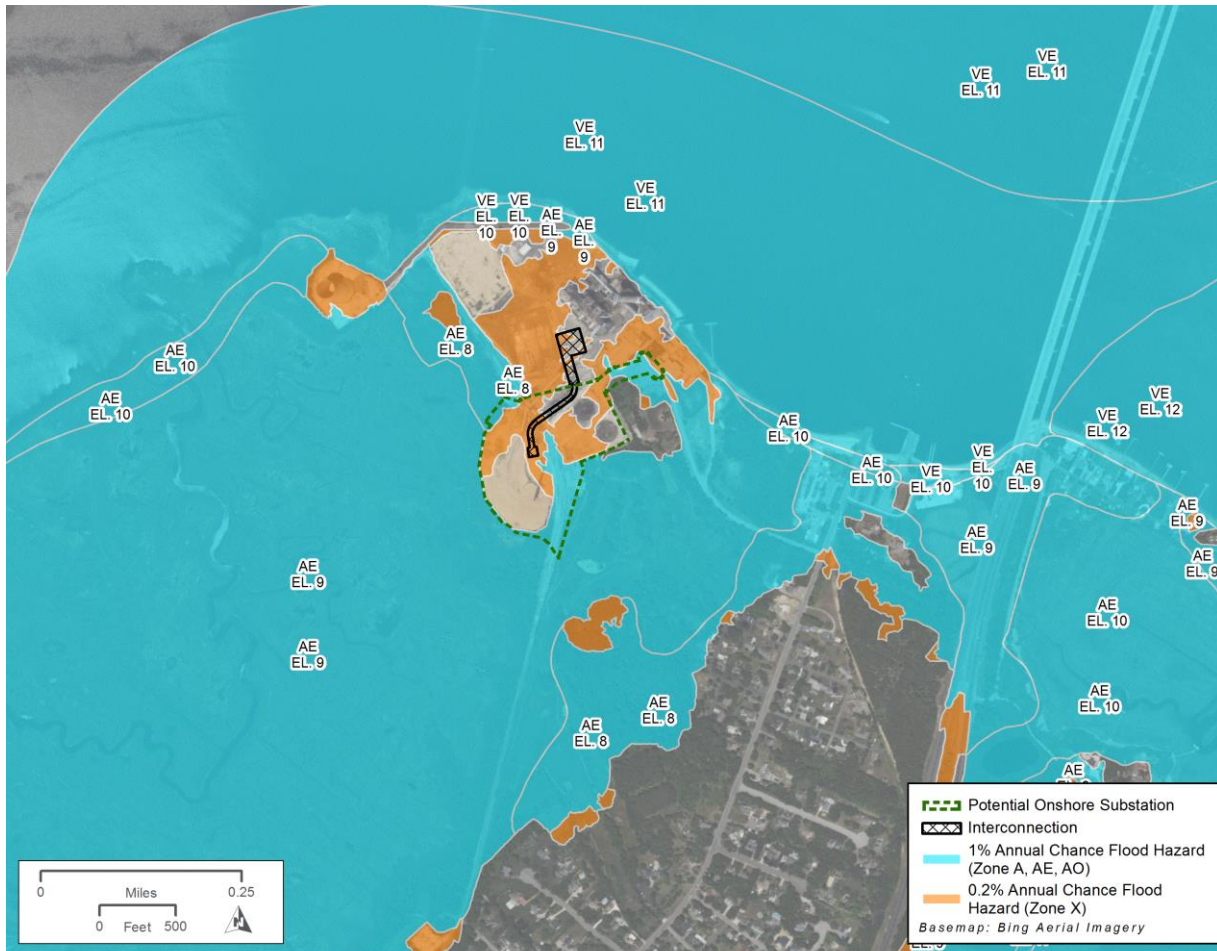 VE
EL. 11
VE
EL. 11
VE
EL. 11
VE
EL. 11
VE
EL.
10
VE
EL.
10
AE
EL.
9
AE
EL.
9
AE
EL. 8
AE
EL. 10
AE
EL. 10
AE
EL. 8
VE
EL. 12
VE
EL. 12
AE
EL. 10
AE
EL. 10
VE
EL. 10
VE
EL.
10
AE
EL. 9
AE
EL. 9
AE
EL. 9
AE
EL. 9
AE
EL. 9
AE
EL. 9
AE
EL. 10
AE
EL. 10
AE
EL. 8
AE
EL. 8
AE
Potential Onshore Substation
Interconnection
1% Annual Chance Flood Hazard
(Zone A, AE, AO)
0.2% Annual Chance Flood
Hazard (Zone X)
Basemap: Bing Aerial Imagery
0 0.25
Miles
0 500
Feet
N